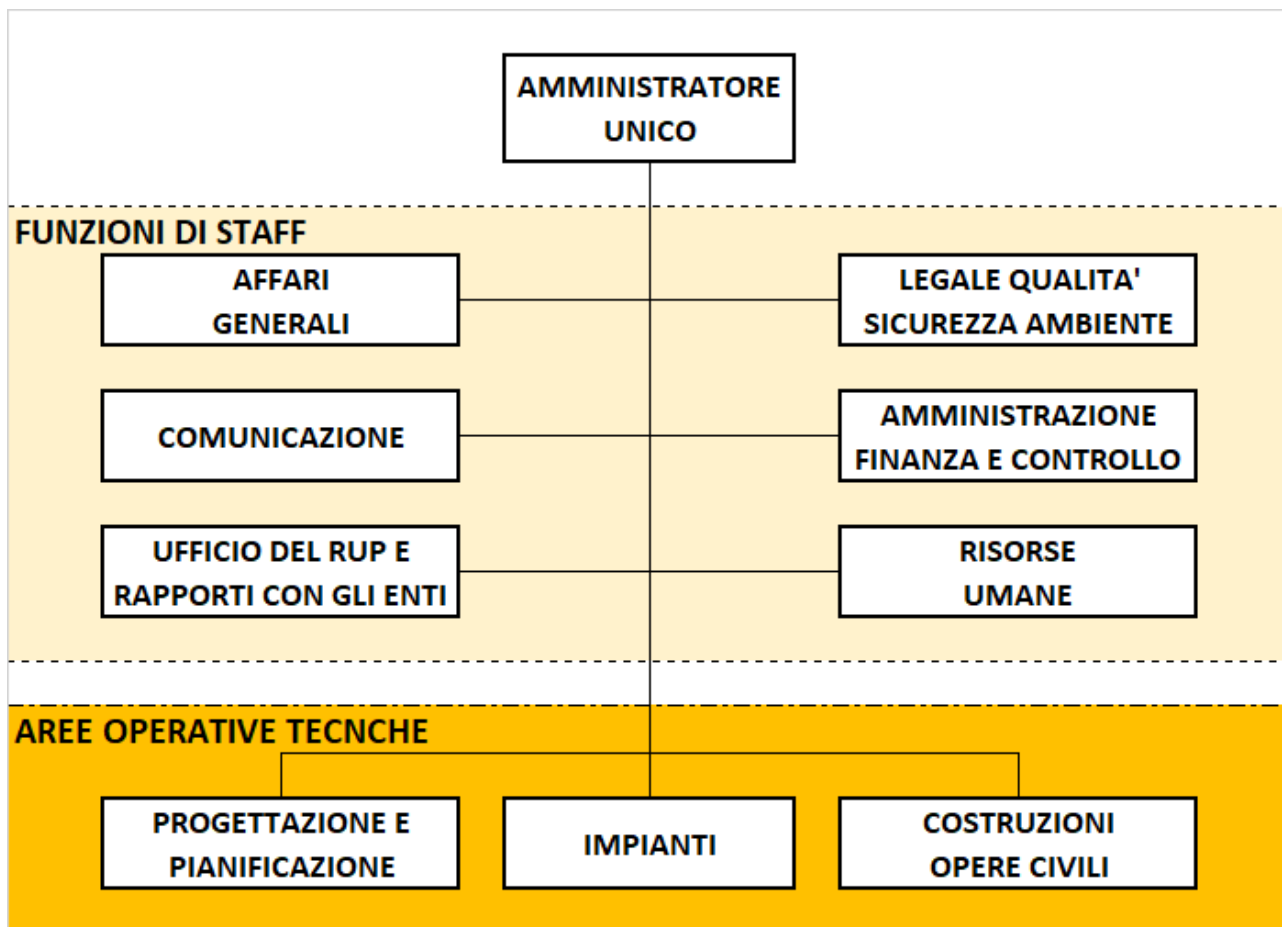 AMMINISTRATORE
UNICO
FUNZIONI DI STAFF
AFFARI
GENERALI
LEGALE QUALITA'
SICUREZZA AMBIENTE
COMUNICAZIONE
AMMINISTRAZIONE
FINANZA E CONTROLLO
UFFICIO DEL RUP E
RAPPORTI CON GLI ENTI
RISORSE
UMANE
AREE OPERATIVE TECNCHE
PROGETTAZIONE E
PIANIFICAZIONE
IMPIANTI
COSTRUZIONI
OPERE CIVILI